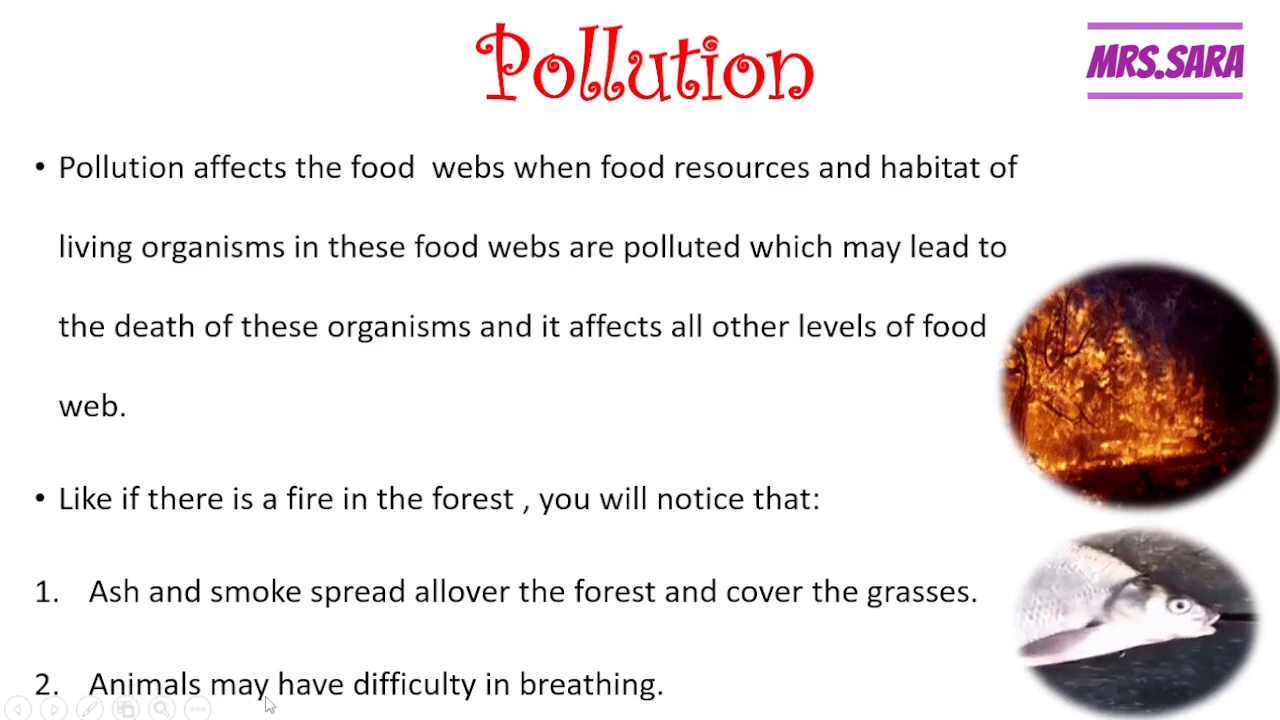 Pollution
MRS.SARA
• Pollution affects the food  webs when food resources and habitat of
living organisms in these food webs are polluted which may lead to
the death of these organisms and it affects all other levels of food
web.
• Like if there is a fire in the forest , you will notice that:
1. Ash and smoke spread allover the forest and cover the grasses.
2. Animals may have difficulty in breathing.